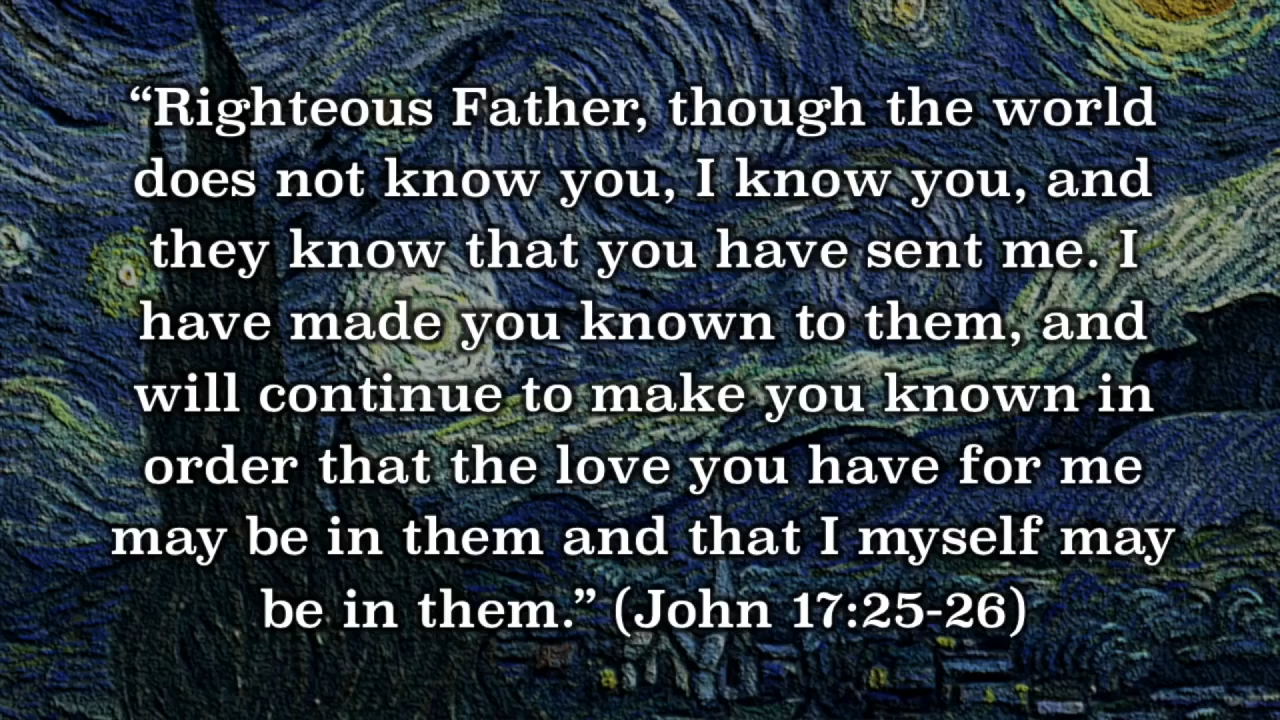 “Righteous Father, though the world
does not know you, I know you, and
they know that you have sent me. I
have made you known to them, and
will continue to make you known in
order that the love you have for me
may be in them and that I myself may
be in them.” (John 17:25-26)